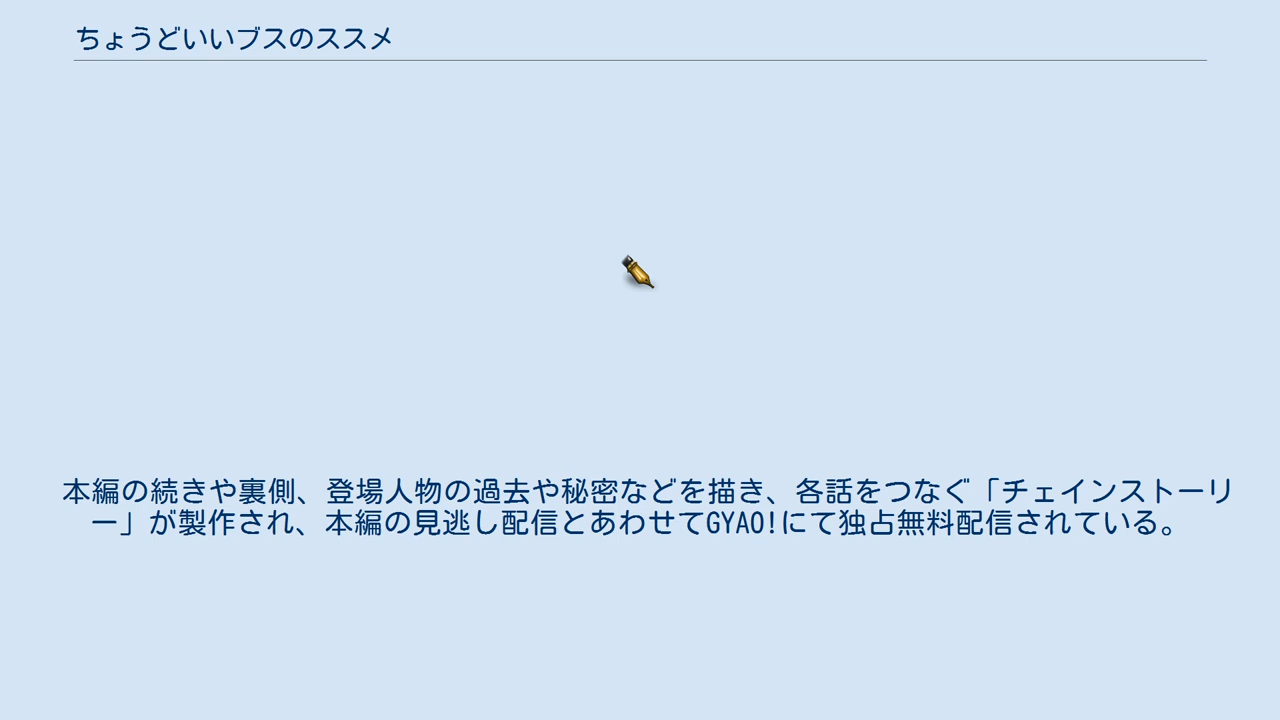 ちょうどいいブスのススメ
本編の続きや裏側、登場人物の過去や秘密などを描き、各話をつなぐ「チェインストーリ
ー」が製作され、本編の見逃し配信とあわせてGYAO!にて独占無料配信されている。